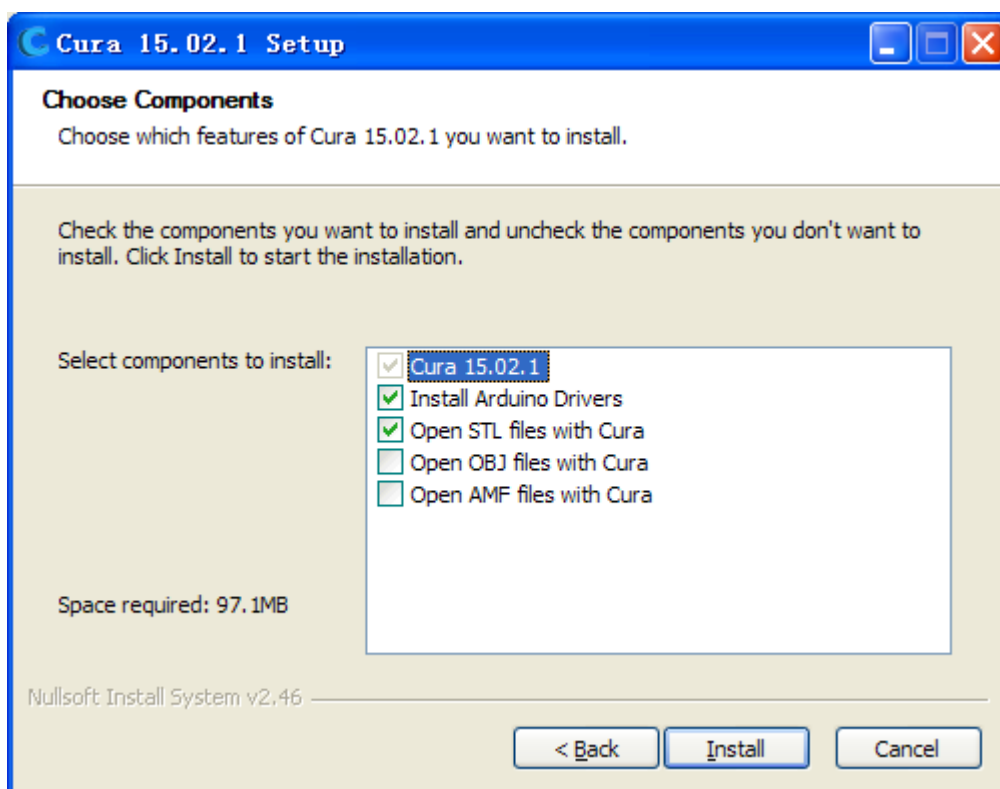 Cura 15.02.1 Setup
Choose Components
Choose which features of Cura 15.02.1 you want to install.
Check the components you want to install and uncheck the components you don't want to
install. Click Install to start the installation.
Select components to install:
Cura 15.02.1
Install Arduino Drivers
Open STL files with Cura
Open OBJ files with Cura
Open AMF files with Cura
Space required: 97.1MB
Nullsoft Install System v2.46
< Back
Install
Cancel